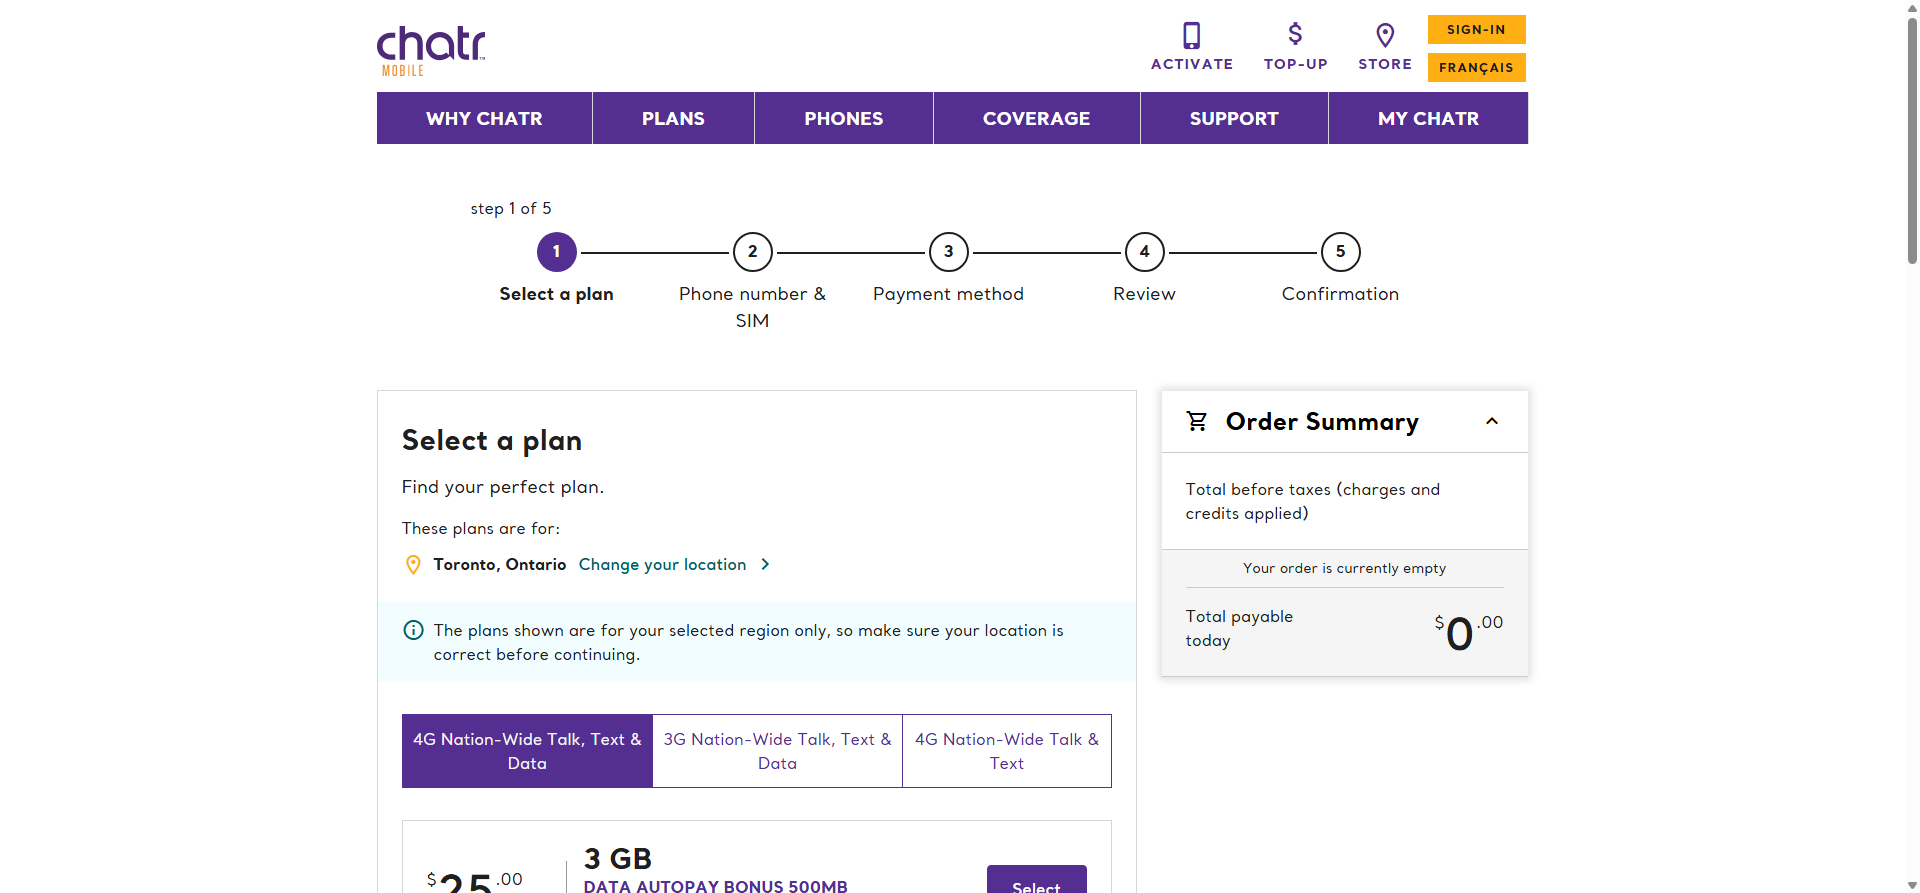 chatr
MOBILE
ACTIVATE
TOP-UP
STORE
SIGN-IN
FRANÇAIS
WHY CHATR
PLANS
PHONES
COVERAGE
SUPPORT
MY CHATR
step 1 of 5
1
2
3
4
5
Select a plan
Phone number &
SIM
Payment method
Review
Confirmation
Select a plan
Find your perfect plan.
These plans are for:
Toronto, Ontario Change your location
The plans shown are for your selected region only, so make sure your location is
correct before continuing.
4G Nation-Wide Talk, Text &
Data
3G Nation-Wide Talk, Text &
Data
4G Nation-Wide Talk &
Text
$25.00
3 GB
DATA AUTOPAY BONUS 500MB
Select
Order Summary
Total before taxes (charges and
credits applied)
Your order is currently empty
Total payable
today
$0.00